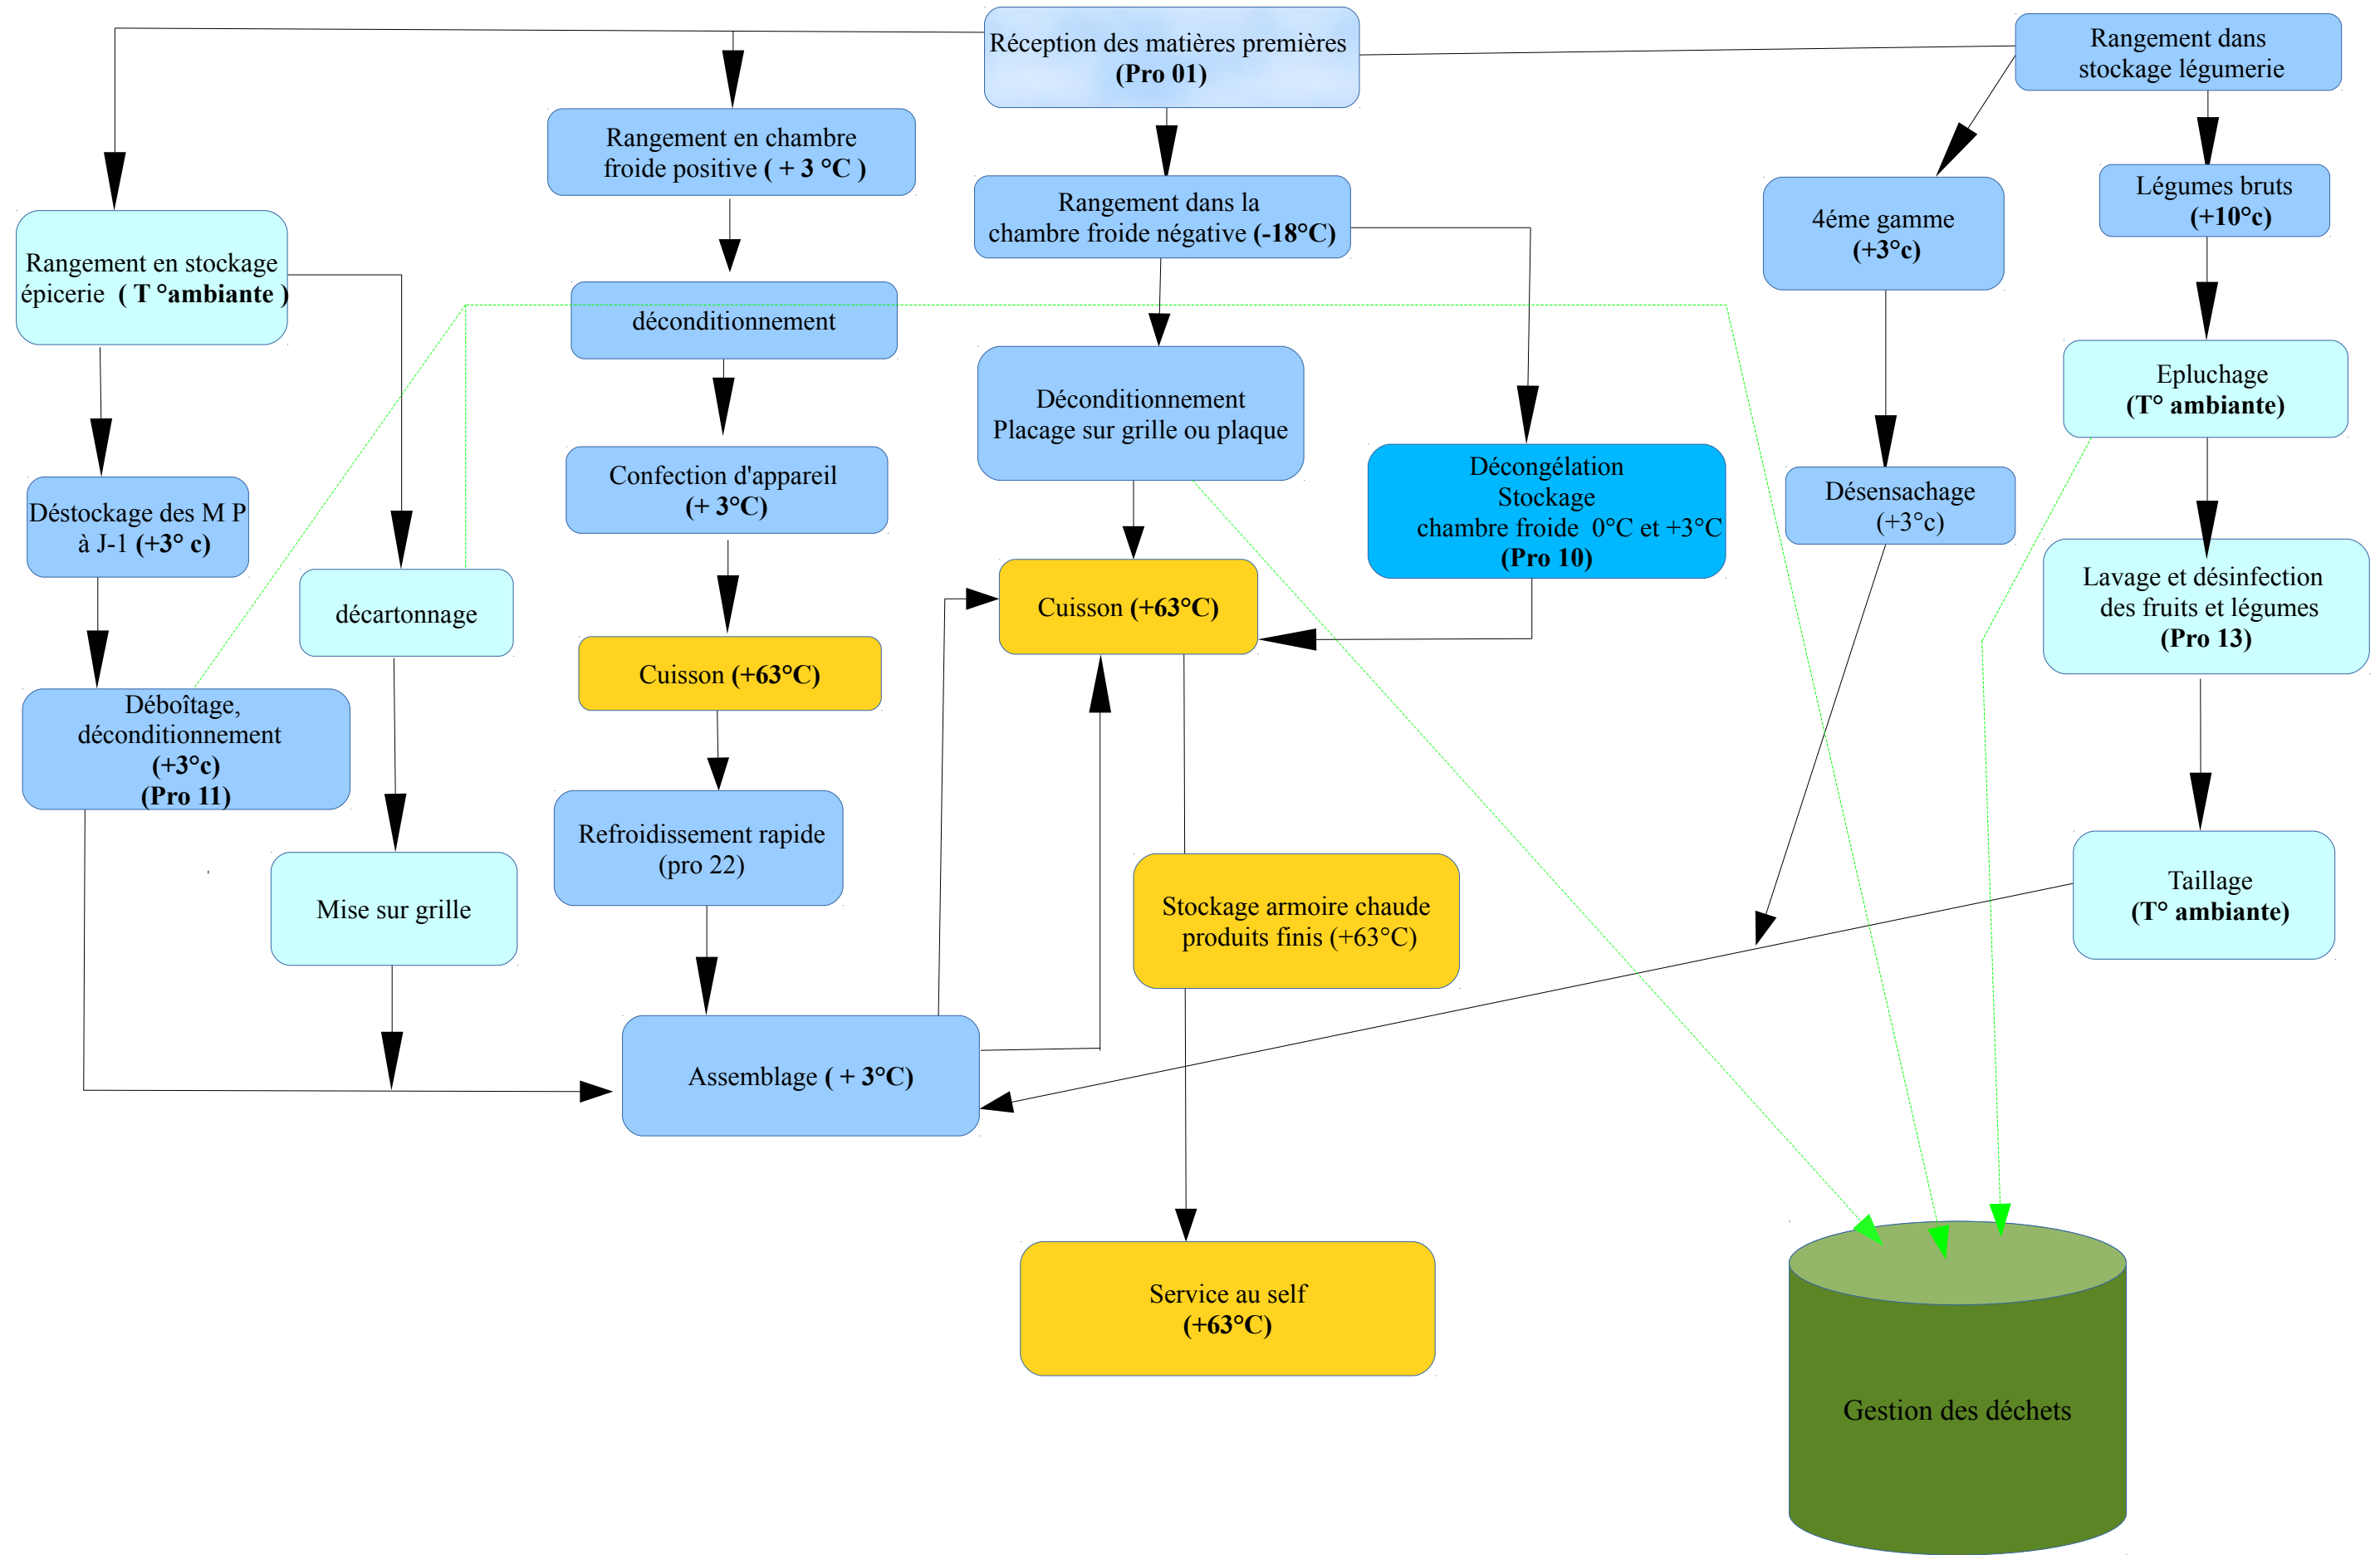 Réception des matières premières
(Pro 01)
Rangement dans
stockage légumerie
Rangement en chambre
froide positive ( + 3 °C )
Rangement dans la
chambre froide négative (-18°C)
4éme gamme
(+3°c)
Légumes bruts
(+10°c)
Rangement en stockage
épicerie ( T °ambiante )
déconditionnement
Déconditionnement
Placage sur grille ou plaque
Epluchage
(T° ambiante)
Confection d'appareil
(+ 3°C)
Décongélation
Stockage
chambre froide 0°C et +3°C
(Pro 10)
Désensachage
(+3°c)
Déstockage des M P
à J-1 (+3° c)
décartonnage
Cuisson (+63°C)
Lavage et désinfection
des fruits et légumes
(Pro 13)
Cuisson (+63°C)
Déboîtage,
déconditionnement
(+3°c)
(Pro 11)
Refroidissement rapide
(pro 22)
Mise sur grille
Stockage armoire chaude
produits finis (+63°C)
Taillage
(T° ambiante)
Assemblage ( + 3°C)
Service au self
(+63°C)
Gestion des déchets